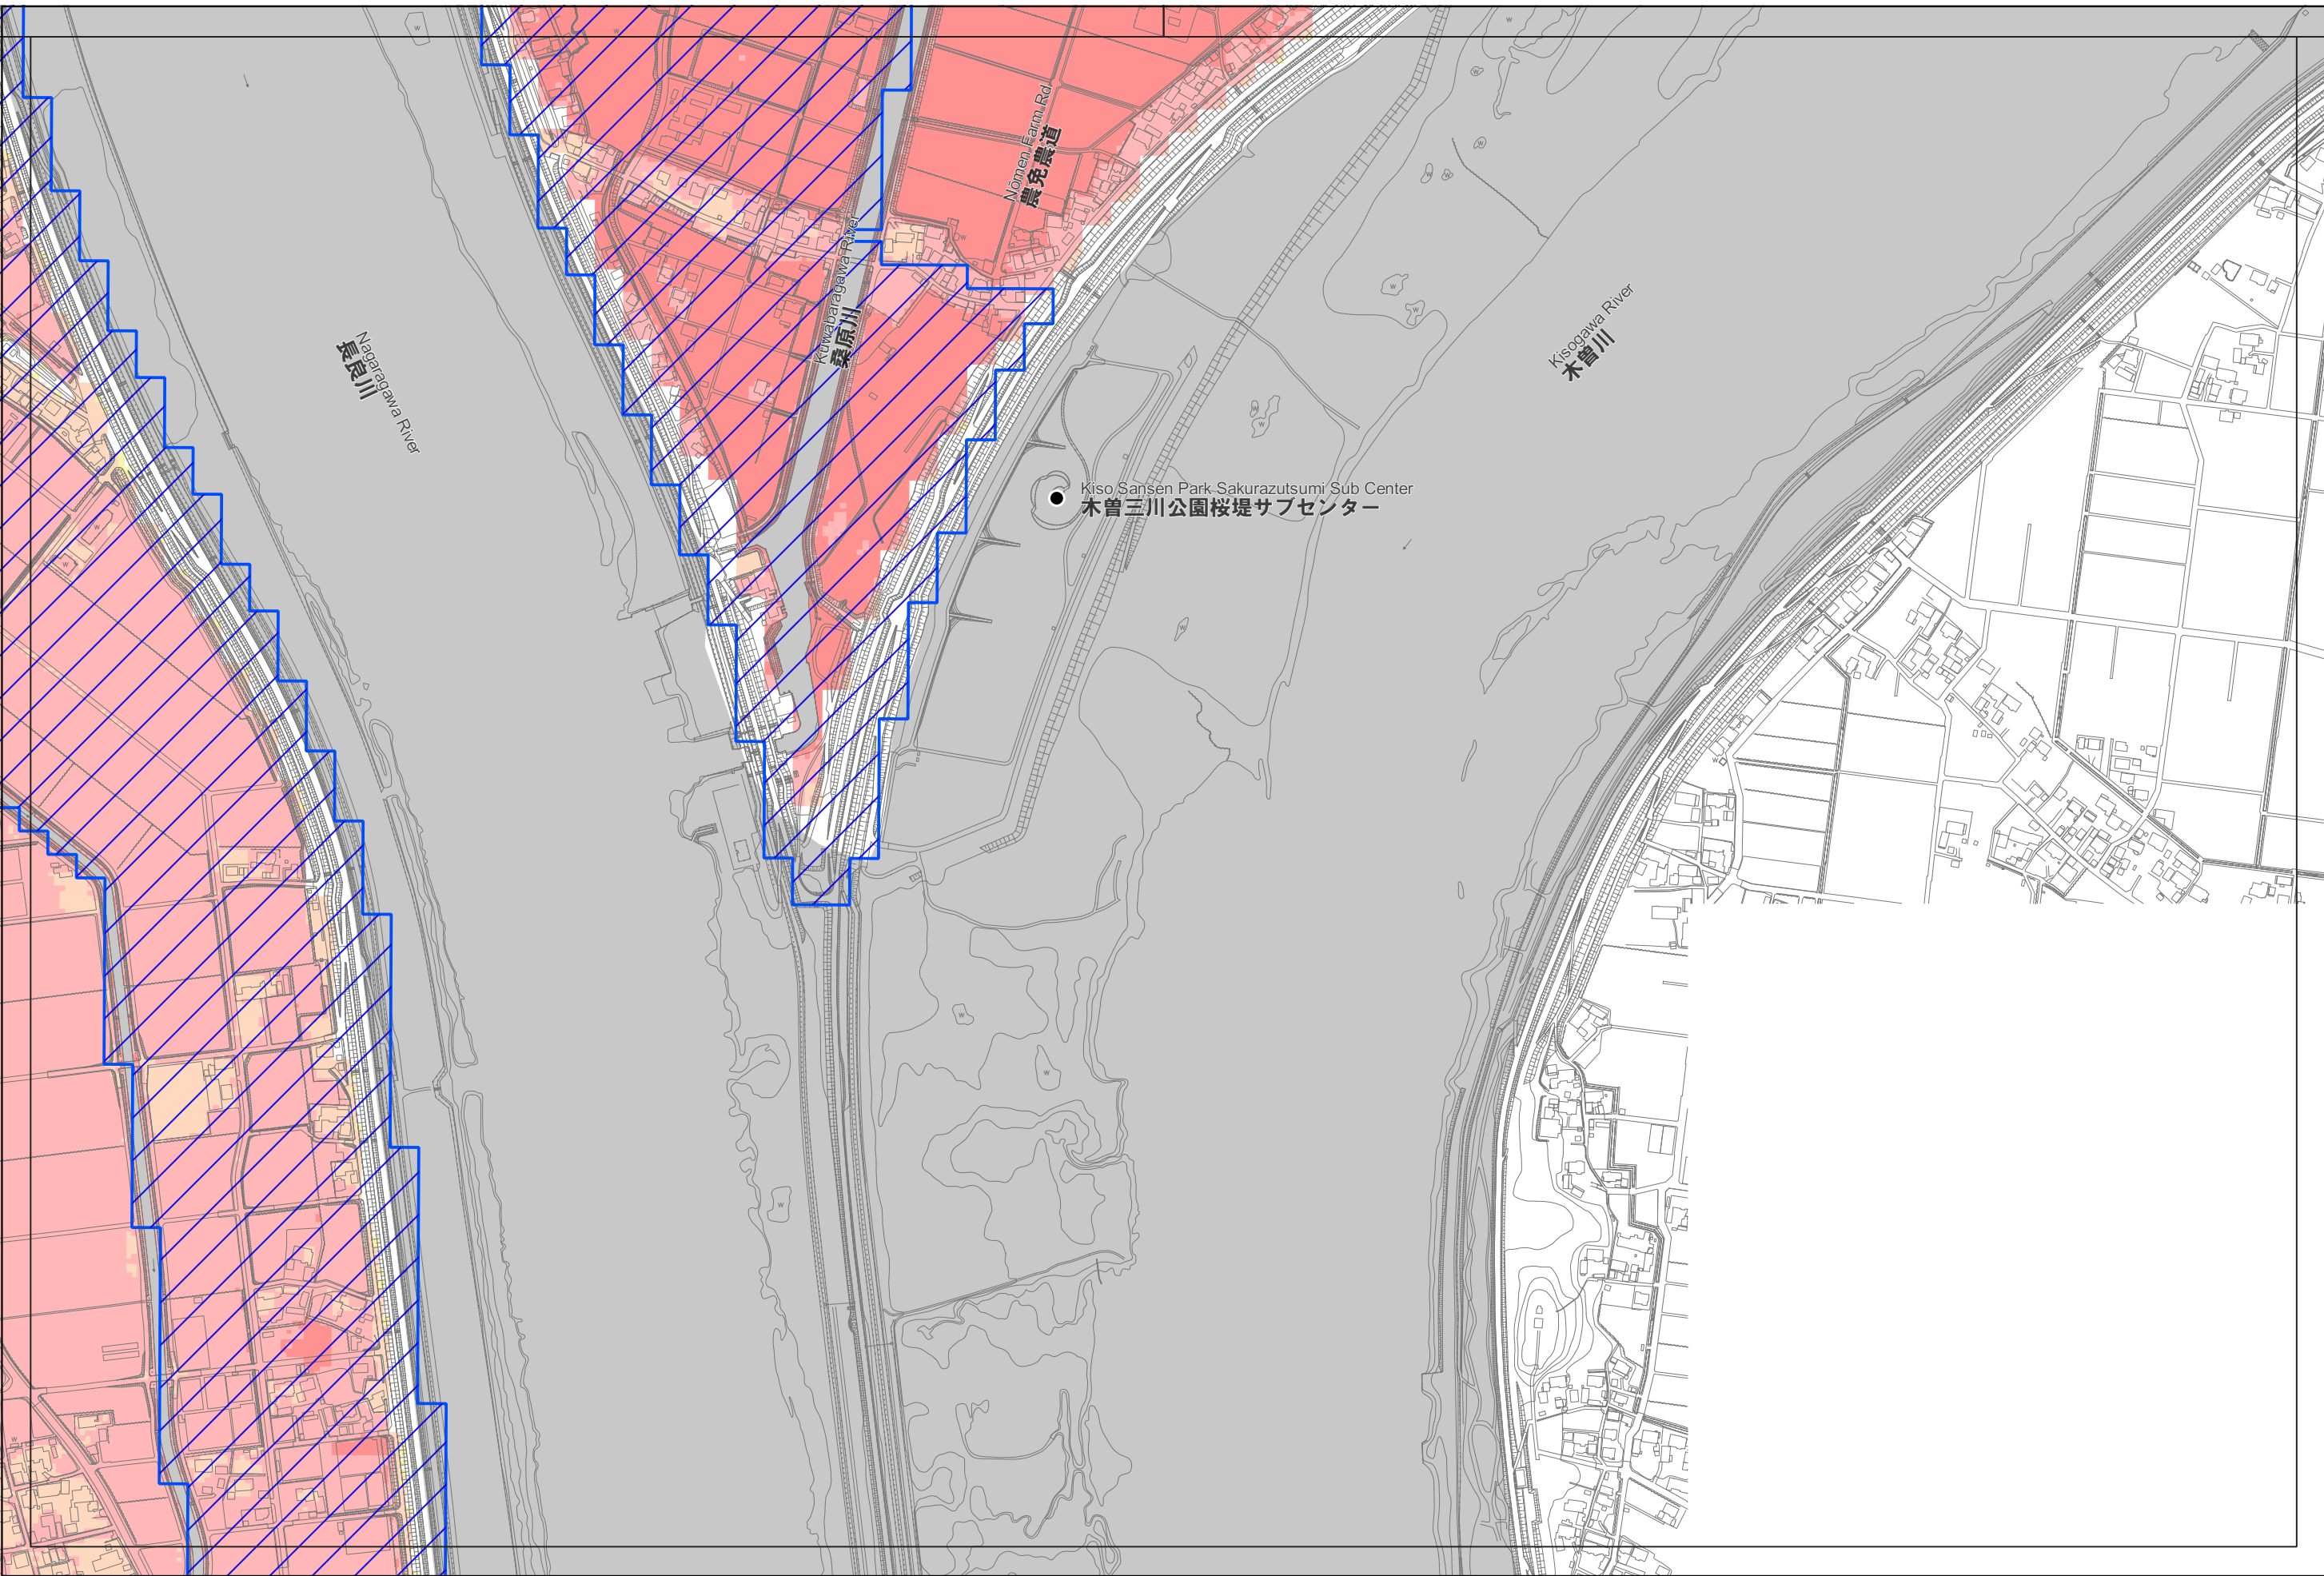 Nōmen Farm Rd.
農免農道
Kuwabaragawa River
桑原川
Nagaragawa River
長良川
Kisogawa River
木曽川
Kiso Sansen Park Sakurazutsumi Sub Center
木曽三川公園桜堤サブセンター